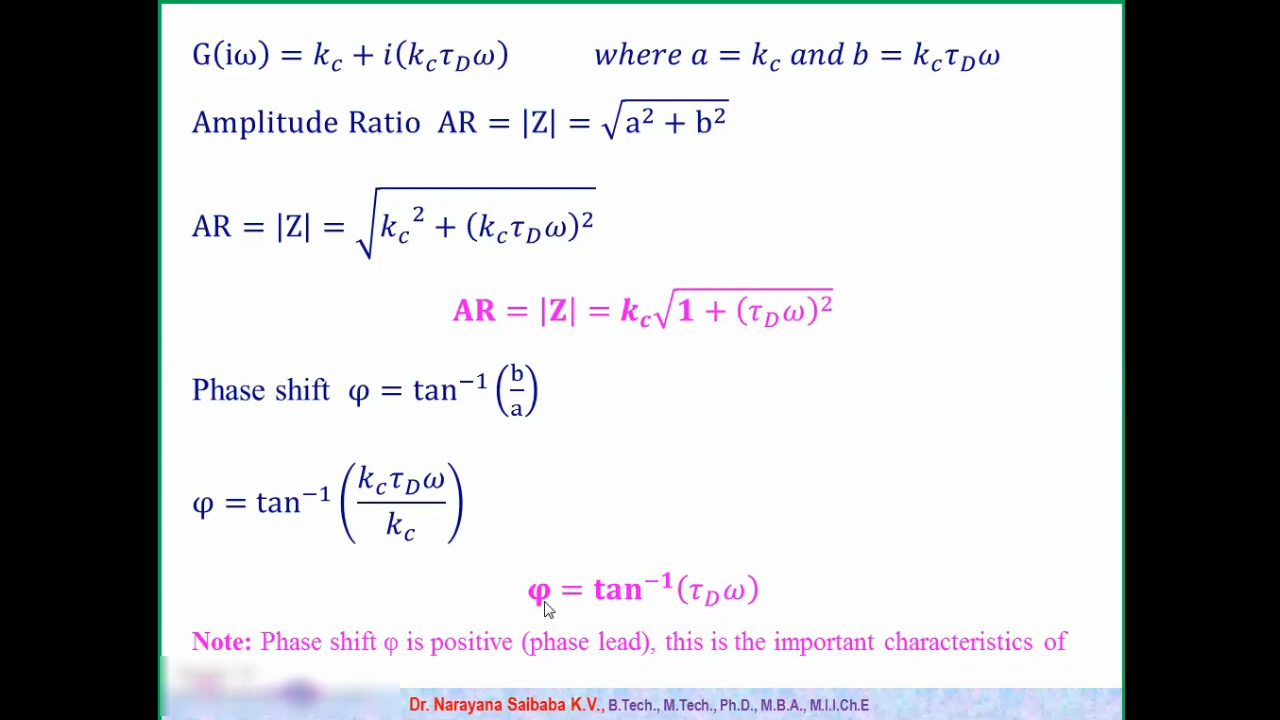 G(iω) = k_c + i(k_cτ_Dω) where a = k_c and b = k_cτ_Dω
Amplitude Ratio AR = |Z| = √(a² + b²)
AR = |Z| = √(k_c² + (k_cτ_Dω)²)
AR = |Z| = k_c√(1 + (τ_Dω)²)
Phase shift φ = tan⁻¹(b/a)
φ = tan⁻¹(k_cτ_Dω/k_c)
φ = tan⁻¹(τ_Dω)
Note: Phase shift φ is positive (phase lead), this is the important characteristics of
Dr. Narayana Saibaba K.V., B.Tech., M.Tech., Ph.D., M.B.A., M.I.I.Ch.E